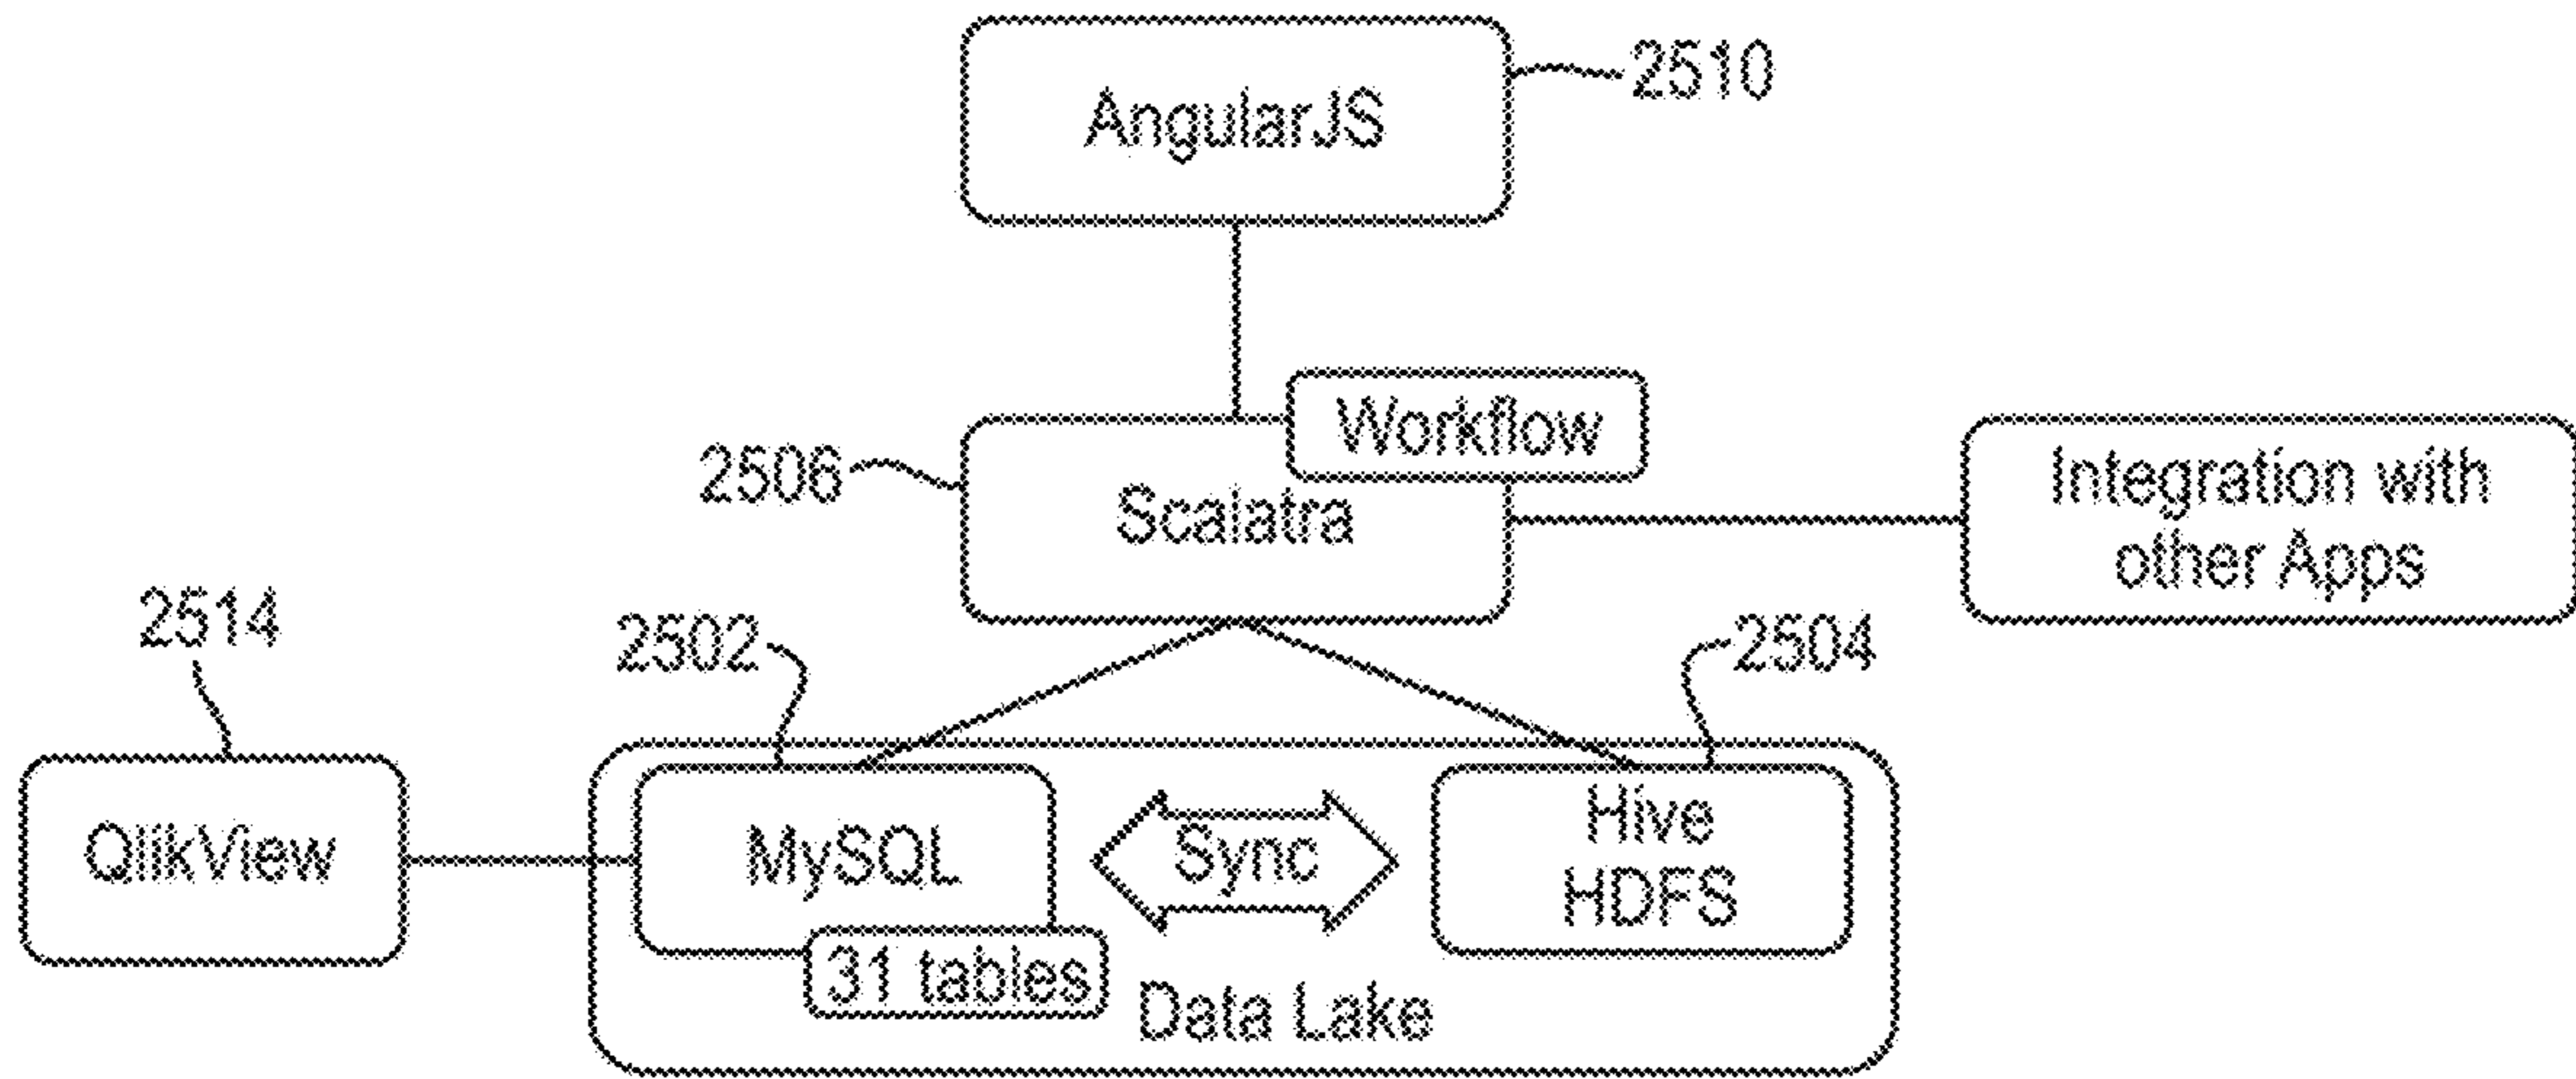 AngularJS
2510
Workflow
2506
Scalatra
Integration with
other Apps
2514
2502
2504
QlikView
MySQL
Sync
Hive
HDFS
31 tables
Data Lake